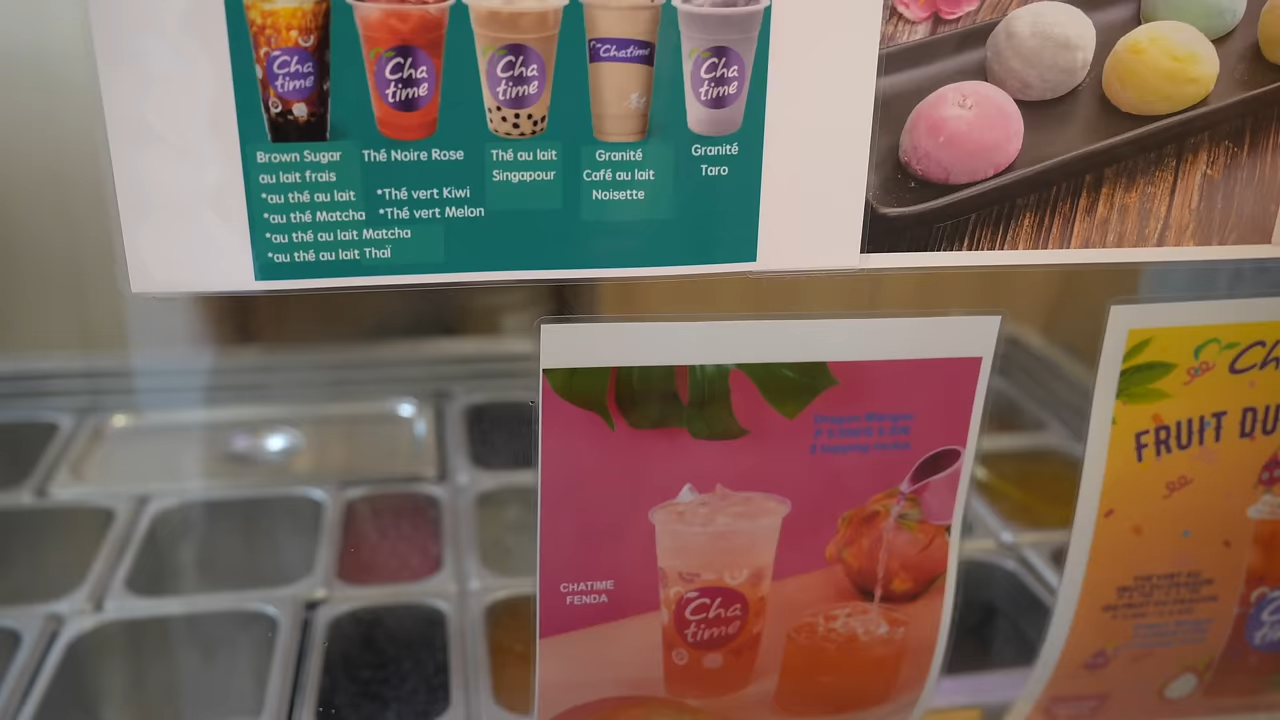 Cha
time
Cha
time
Cha
time
Chatime
Cha
time
Brown Sugar
au lait frais
*au thé au lait
*au thé Matcha
*au thé au lait Matcha
*au thé au lait Thaï
Thé Noire Rose
*Thé vert Kiwi
*Thé vert Melon
Thé au lait
Singapour
Granité
Café au lait
Noisette
Granité
Taro
CHATIME
FENDA
Cha
time
FRUIT